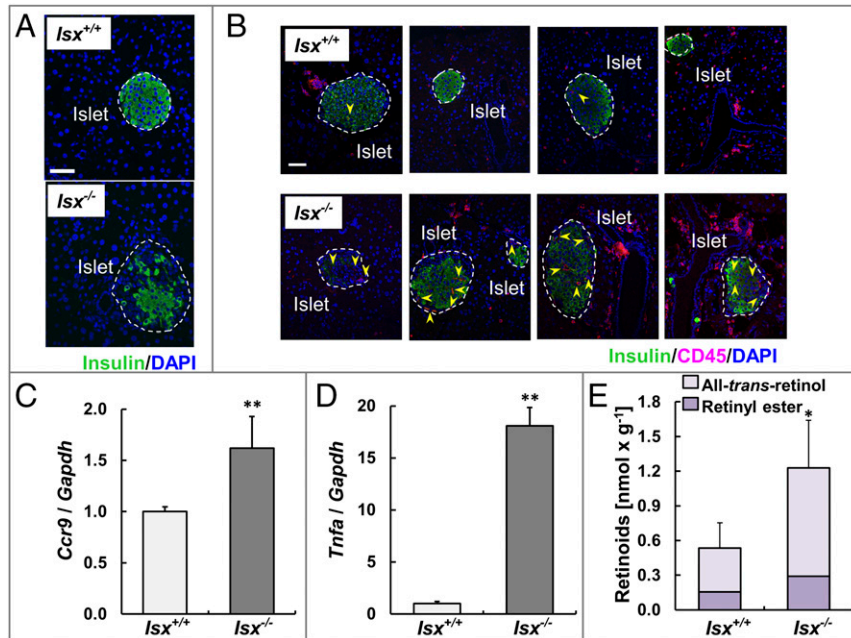 A
Isx+/+
Islet
Isx-/-
Islet
Insulin/DAPI
B
Isx+/+
Islet
Islet
Islet
Islet
Isx-/-
Islet
Islet
Islet
Islet
Insulin/CD45/DAPI
C
Ccr9 / Gapdh
2.0
1.5
1.0
0.5
0.0
**
Isx+/+
Isx-/-
D
Tnfa / Gapdh
20
15
10
5
0
**
Isx+/+
Isx-/-
E
All-trans-retinol
Retinyl ester
Retinoids [nmol x g-1]
1.8
1.5
1.2
0.9
0.6
0.3
0.0
*
Isx+/+
Isx-/-